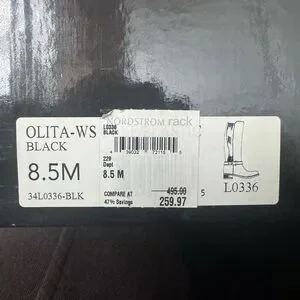 OLITA-WS
BLACK
8.5M
34L0336-BLK
NORDSTROM rack
L0336
BLACK
229
Dept
8.5 M
COMPARE AT
495.00
47% Savings
259.97
5
L0336